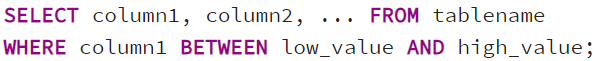 SELECT column1, column2, ... FROM tablename
WHERE column1 BETWEEN low_value AND high_value;